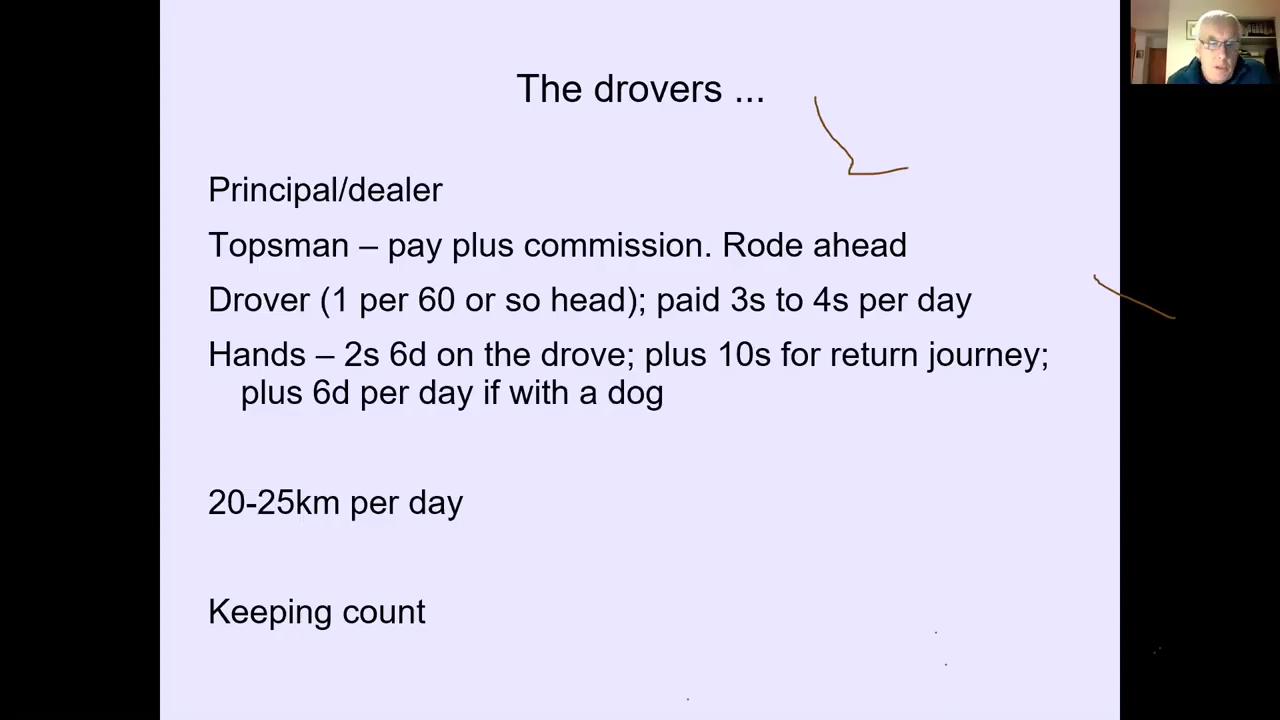 The drovers ...
Principal/dealer
Topsman – pay plus commission. Rode ahead
Drover (1 per 60 or so head); paid 3s to 4s per day
Hands – 2s 6d on the drove; plus 10s for return journey;
plus 6d per day if with a dog
20-25km per day
Keeping count